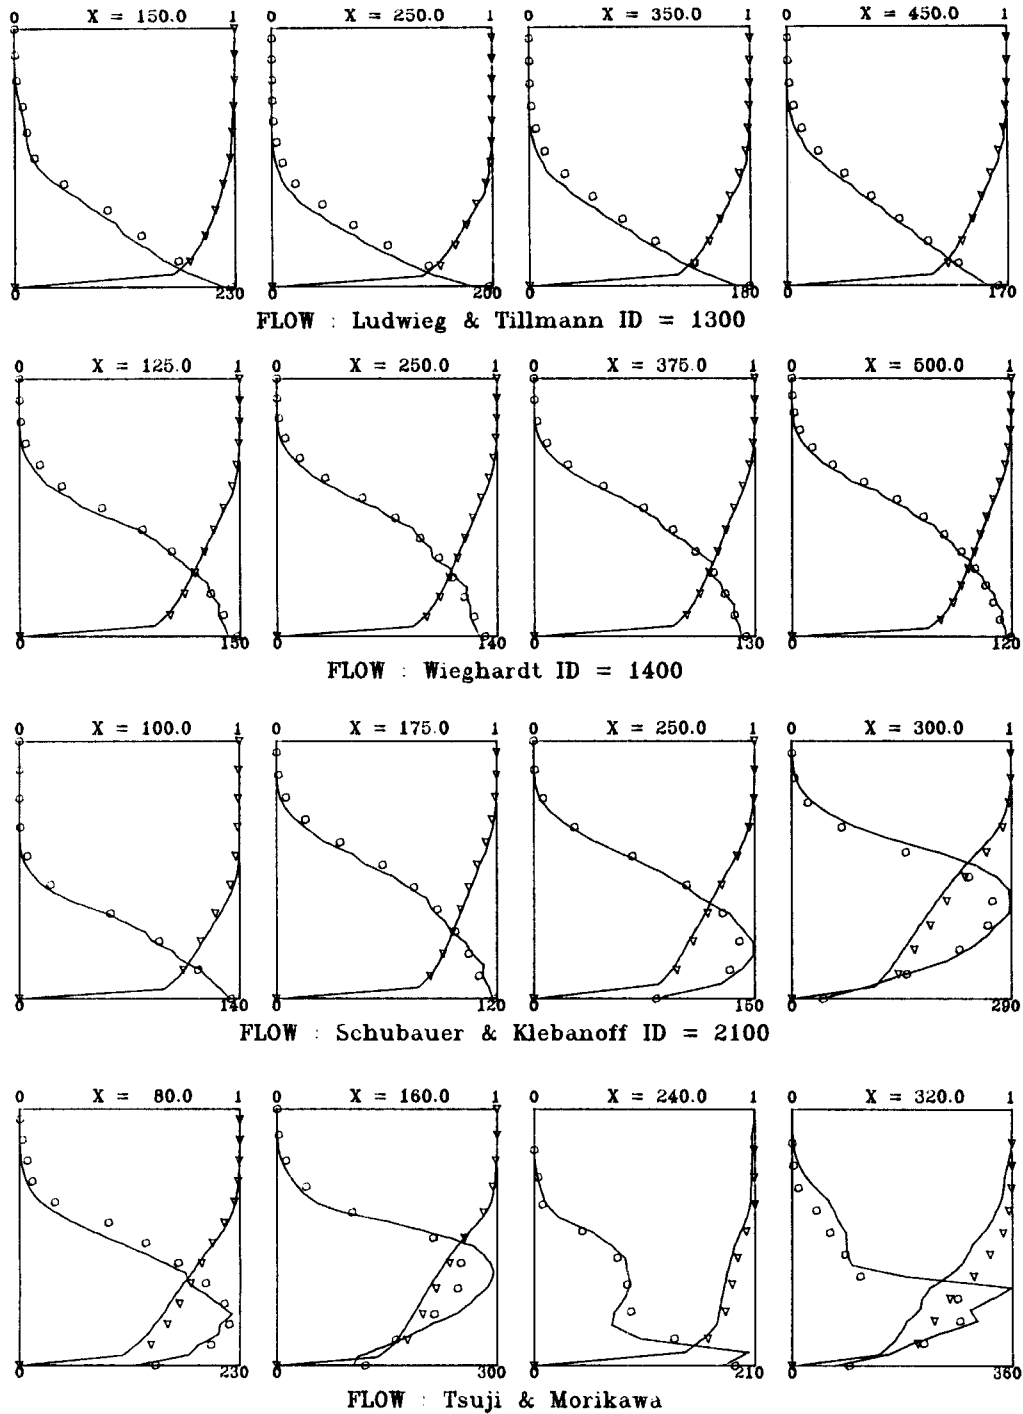 0 X = 150.0 1 0 X = 250.0 1 0 X = 350.0 1 0 X = 450.0 1
0 230 0 200 0 180 0 170
FLOW : Ludwieg & Tillmann ID = 1300
0 X = 125.0 1 0 X = 250.0 1 0 X = 375.0 1 0 X = 500.0 1
0 150 0 140 0 130 0 120
FLOW : Wieghardt ID = 1400
0 X = 100.0 1 0 X = 175.0 1 0 X = 250.0 1 0 X = 300.0 1
0 140 0 120 0 150 0 290
FLOW : Schubauer & Klebanoff ID = 2100
0 X = 80.0 1 0 X = 160.0 1 0 X = 240.0 1 0 X = 320.0 1
0 230 0 300 0 210 0 360
FLOW : Tsuji & Morikawa